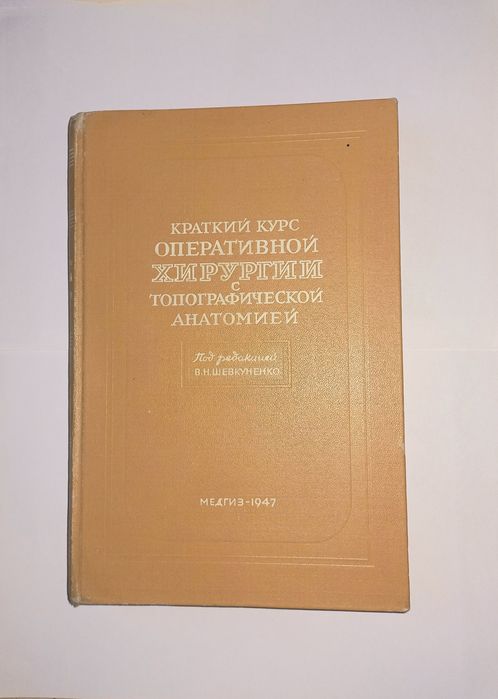 КРАТКИЙ КУРС
ОПЕРАТИВНОЙ
ХИРУРГИИ
С
ТОПОГРАФИЧЕСКОЙ
АНАТОМИЕЙ
Под редакцией
В.Н.ШЕВКУНЕНКО
МЕДГИЗ-1947